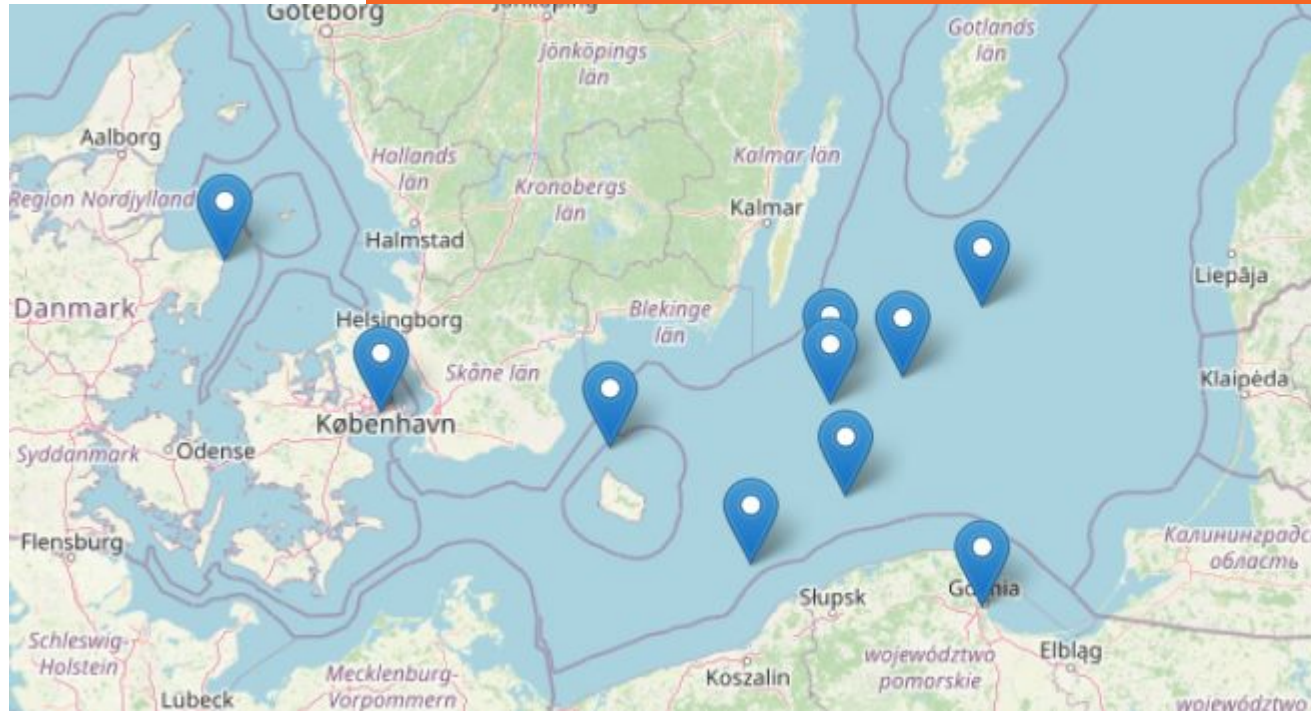 Göteborg
Jönköping
Gotlands
län
Jönköpings
län
Aalborg
Hallands
län
Kalmar län
Region Nordjylland
Kronobergs
län
Kalmar
Halmstad
Liepāja
Danmark
Helsingborg
Blekinge
län
Skåne län
Klaipėda
København
Syddanmark
Odense
Flensburg
Калининградс
область
Słupsk
Gdynia
Schleswig-
Holstein
Elbląg
województwo
pomorskie
Mecklenburg-
Vorpommern
Koszalin
Lübeck
województwo